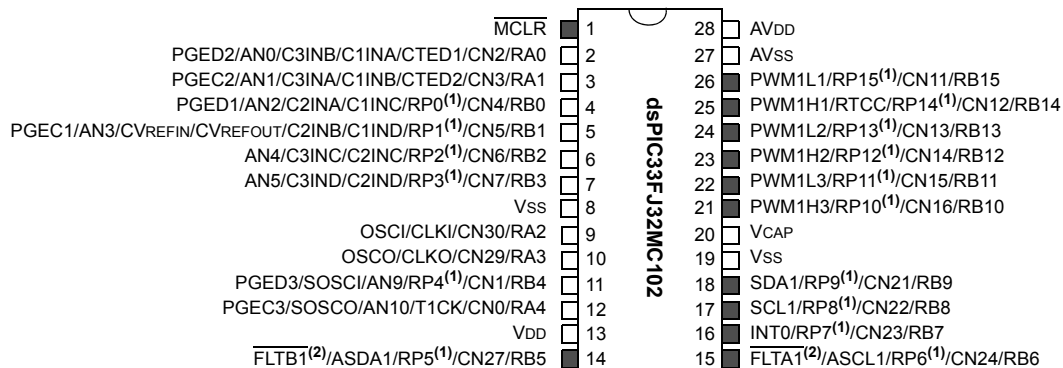 MCLR 1 28 AVDD
PGED2/AN0/C3INB/C1INA/CTED1/CN2/RA0 2 27 AVSS
PGEC2/AN1/C3INA/C1INB/CTED2/CN3/RA1 3 26 PWM1L1/RP15(1)/CN11/RB15
PGED1/AN2/C2INA/C1INC/RP0(1)/CN4/RB0 4 25 PWM1H1/RTCC/RP14(1)/CN12/RB14
PGEC1/AN3/CVREFIN/CVREFOUT/C2INB/C1IND/RP1(1)/CN5/RB1 5 24 PWM1L2/RP13(1)/CN13/RB13
AN4/C3INC/C2INC/RP2(1)/CN6/RB2 6 23 PWM1H2/RP12(1)/CN14/RB12
AN5/C3IND/C2IND/RP3(1)/CN7/RB3 7 22 PWM1L3/RP11(1)/CN15/RB11
VSS 8 21 PWM1H3/RP10(1)/CN16/RB10
OSCI/CLKI/CN30/RA2 9 20 VCAP
OSCO/CLKO/CN29/RA3 10 19 VSS
PGED3/SOSCI/AN9/RP4(1)/CN1/RB4 11 18 SDA1/RP9(1)/CN21/RB9
PGEC3/SOSCO/AN10/T1CK/CN0/RA4 12 17 SCL1/RP8(1)/CN22/RB8
VDD 13 16 INT0/RP7(1)/CN23/RB7
FLTB1(2)/ASDA1/RP5(1)/CN27/RB5 14 15 FLTA1(2)/ASCL1/RP6(1)/CN24/RB6
dsPIC33FJ32MC102